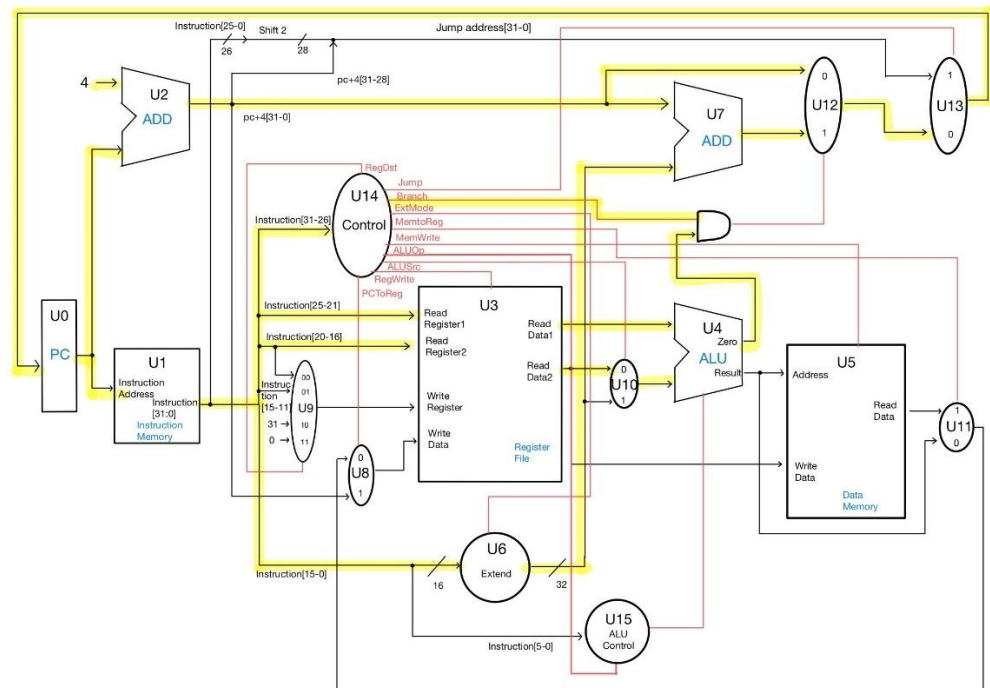 Instruction[25-0]
Shift 2
26
28
Jump address[31-0]
4
U2
ADD
pc+4[31-28]
pc+4[31-0]
U7
ADD
0
U12
1
1
U13
0
RegDst
U14
Control
Jump
Branch
ExtMode
MemtoReg
MemWrite
ALUOp
ALUSrc
RegWrite
PCToReg
Instruction[31-26]
Instruction[25-21]
Instruction[20-16]
U0
PC
U1
Instruction
Address
Instruction
[31:0]
Instruction
Memory
Instruc
tion
[15-11]
31
0
00
01
U9
10
11
0
U8
1
U3
Read
Register1
Read
Register2
Write
Register
Write
Data
Read
Data1
Read
Data2
Register
File
0
U10
1
U4
Zero
ALU
Result
U5
Address
Read
Data
Write
Data
Data
Memory
1
U11
0
U6
Extend
Instruction[15-0]
16
32
Instruction[5-0]
U15
ALU
Control